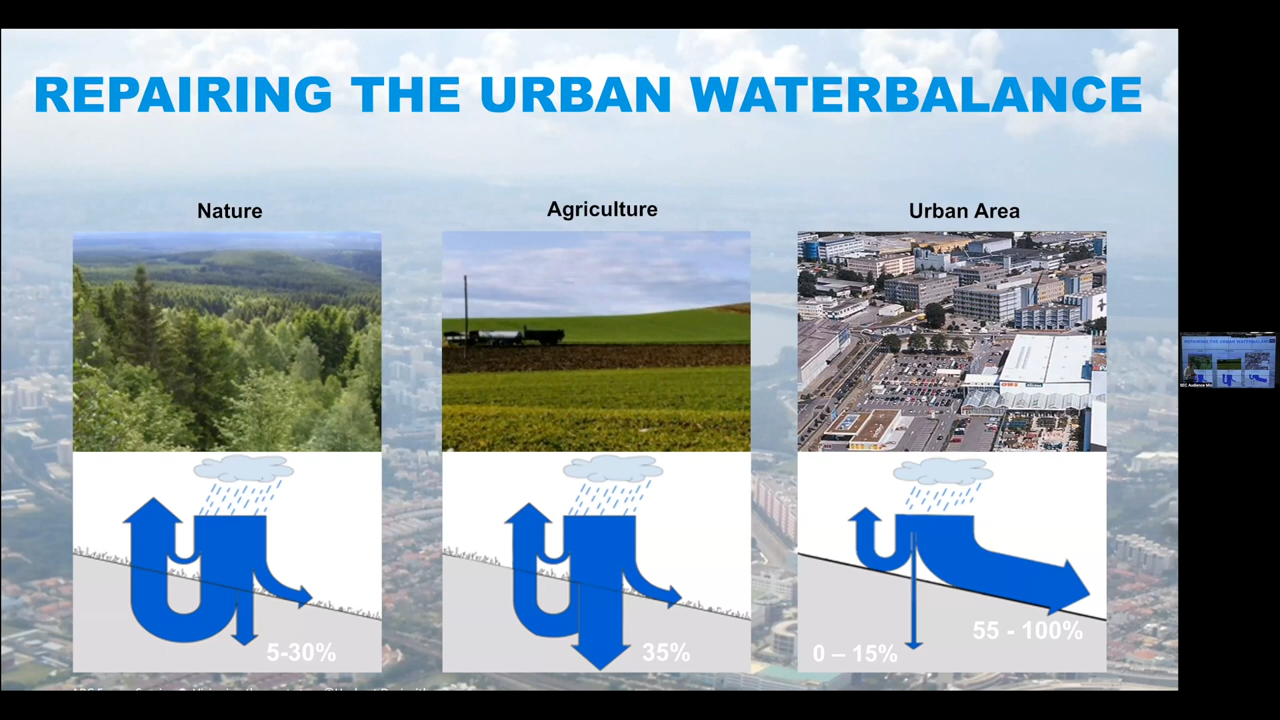 REPAIRING THE URBAN WATERBALANCE
Nature
Agriculture
Urban Area
5-30%
35%
55 - 100%
0 – 15%